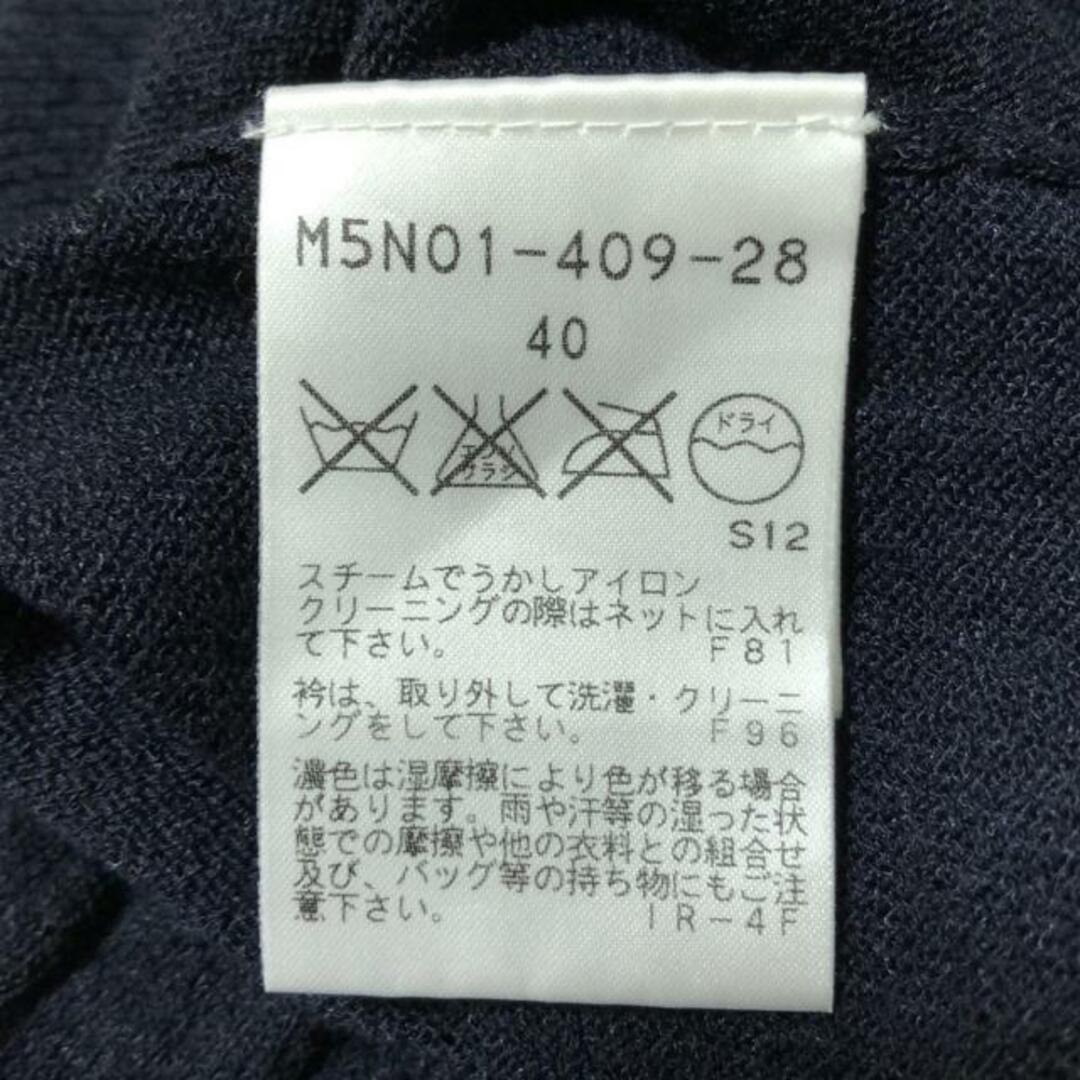 M5N01-409-28
40
エンソ
サラシ
ドライ
S12
スチームでうかしアイロン
クリーニングの際はネットに入れ
て下さい。 F81
衿は、取り外して洗濯・クリーニ
ングをして下さい。 F96
濃色は湿摩擦により色が移る場合
があります。雨や汗等の湿った状
態での摩擦や他の衣料との組合せ
及び、バッグ等の持ち物にもご注
意下さい。 IR-4F